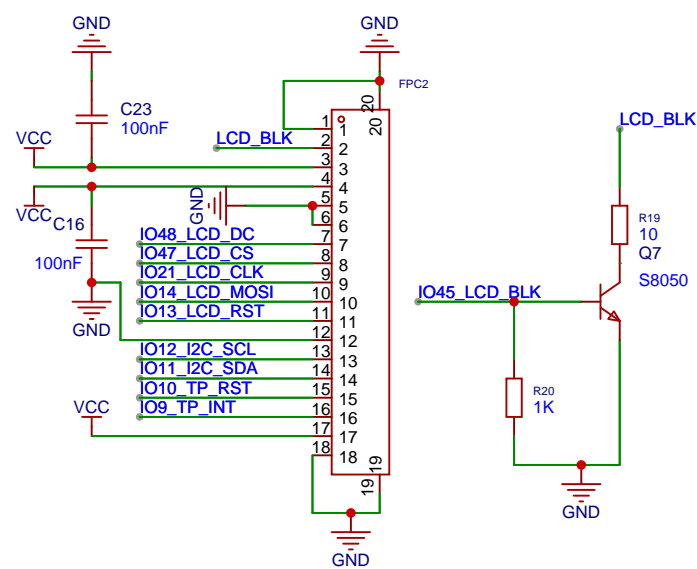 GND
GND
FPC2
C23
100nF
VCC
LCD_BLK
VCC
C16
100nF
GND
GND
IO48_LCD_DC
IO47_LCD_CS
IO21_LCD_CLK
IO14_LCD_MOSI
IO13_LCD_RST
IO12_I2C_SCL
IO11_I2C_SDA
IO10_TP_RST
IO9_TP_INT
VCC
1 1
2 2
3 3
4 4
5 5
6 6
7 7
8 8
9 9
10 10
11 11
12 12
13 13
14 14
15 15
16 16
17 17
18 18
19 19
20 20
GND
LCD_BLK
R19
10
Q7
S8050
IO45_LCD_BLK
R20
1K
GND